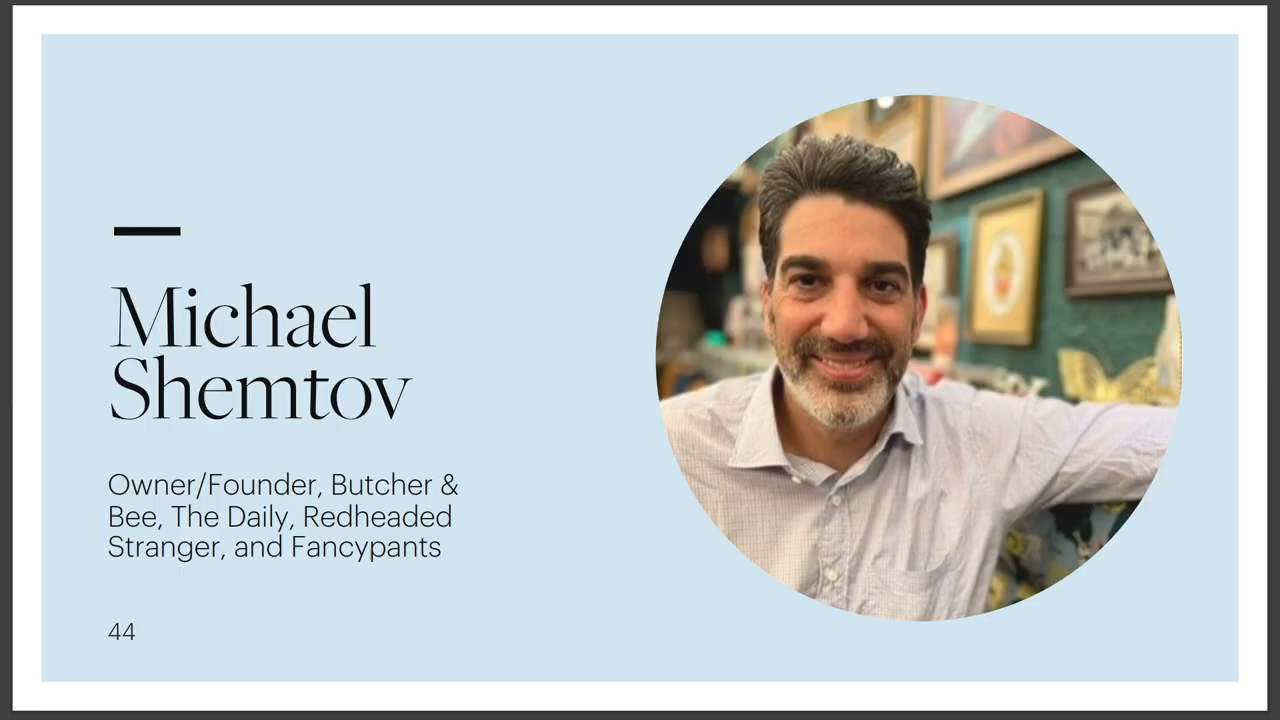 Michael
Shemtov
Owner/Founder, Butcher &
Bee, The Daily, Redheaded
Stranger, and Fancypants
44